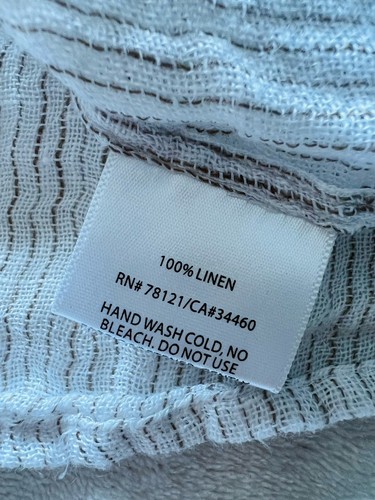 100% LINEN
RN# 78121/CA#34460
HAND WASH COLD, NO
BLEACH. DO NOT USE